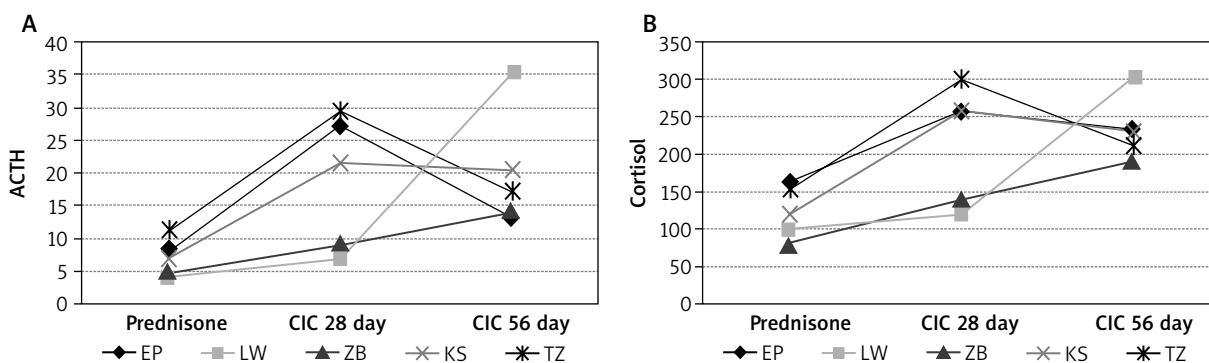 A
ACTH
40
35
30
25
20
15
10
5
0
Prednisone CIC 28 day CIC 56 day
EP LW ZB KS TZ
B
Cortisol
350
300
250
200
150
100
50
0
Prednisone CIC 28 day CIC 56 day
EP LW ZB KS TZ